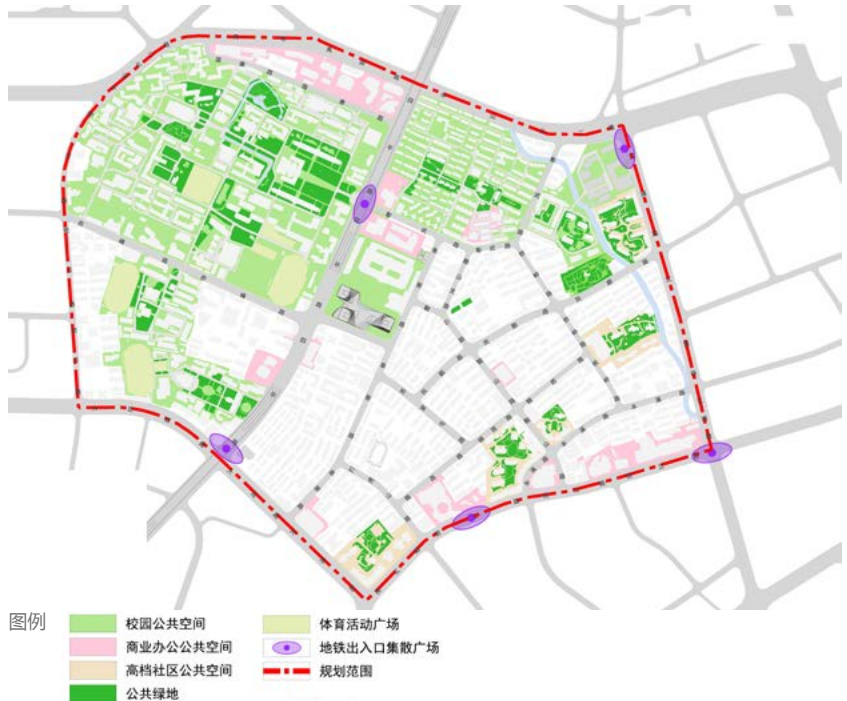 图例
校园公共空间
体育活动广场
商业办公公共空间
地铁出入口集散广场
高档社区公共空间
规划范围
公共绿地